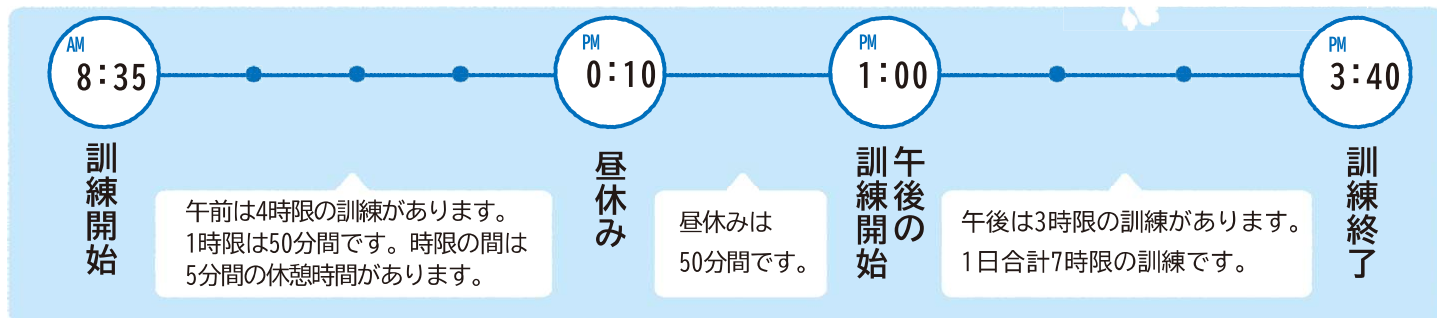 AM
8:35
訓練開始
午前は4時限の訓練があります。
1時限は50分間です。時限の間は
5分間の休憩時間があります。
PM
0:10
昼休み
昼休みは
50分間です。
PM
1:00
午後の
訓練開始
午後は3時限の訓練があります。
1日合計7時限の訓練です。
PM
3:40
訓練終了